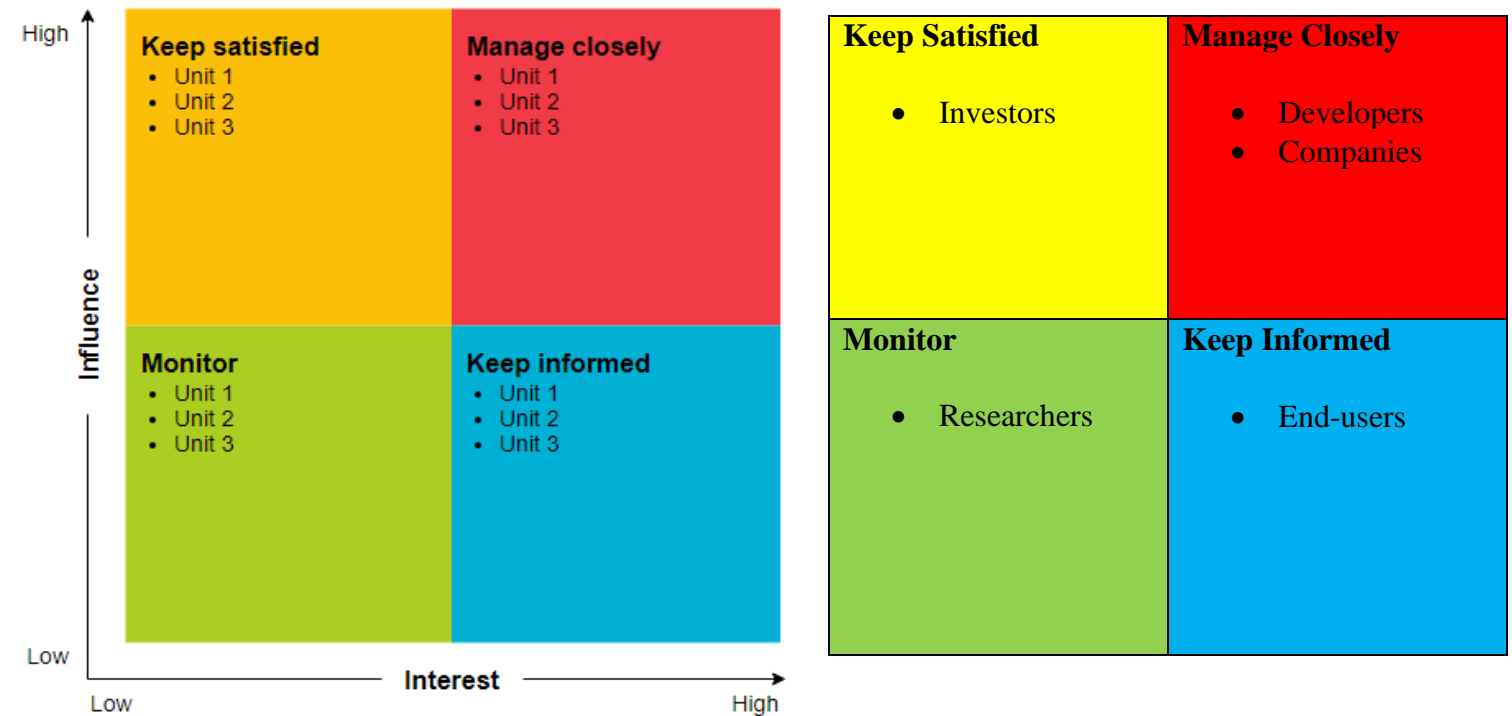 High
Keep satisfied
• Unit 1
• Unit 2
• Unit 3
Manage closely
• Unit 1
• Unit 2
• Unit 3
Influence
Monitor
• Unit 1
• Unit 2
• Unit 3
Keep informed
• Unit 1
• Unit 2
• Unit 3
Low
Low
Interest
High
Keep Satisfied
• Investors
Manage Closely
• Developers
• Companies
Monitor
• Researchers
Keep Informed
• End-users